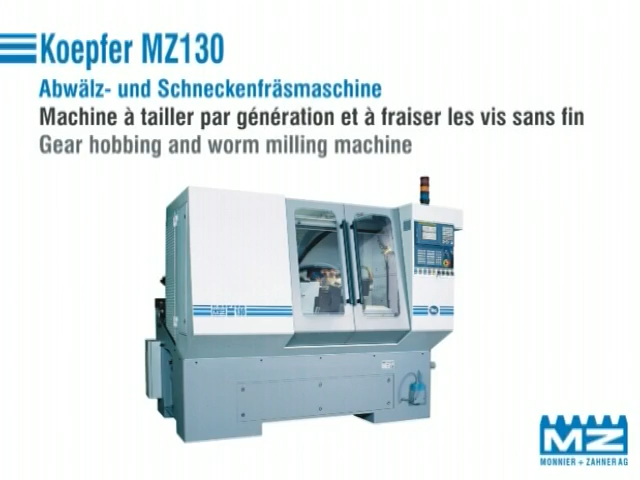 Koepfer MZ130
Abwälz- und Schneckenfräsmaschine
Machine à tailler par génération et à fraiser les vis sans fin
Gear hobbing and worm milling machine
MZ
MONNIER + ZAHNER AG